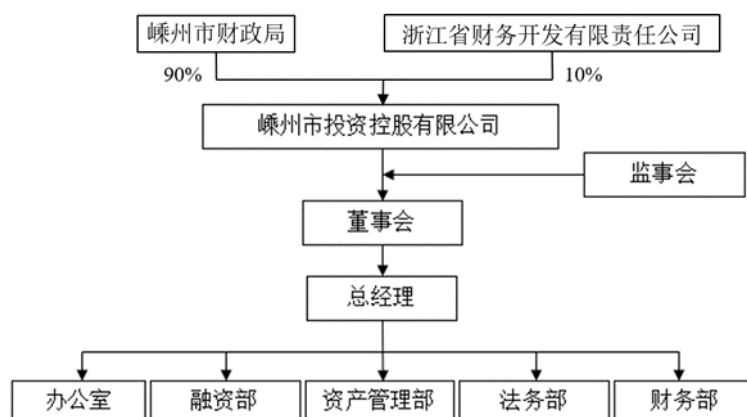 嵊州市财政局
浙江省财务开发有限责任公司
90%
10%
嵊州市投资控股有限公司
监事会
董事会
总经理
办公室
融资部
资产管理部
法务部
财务部